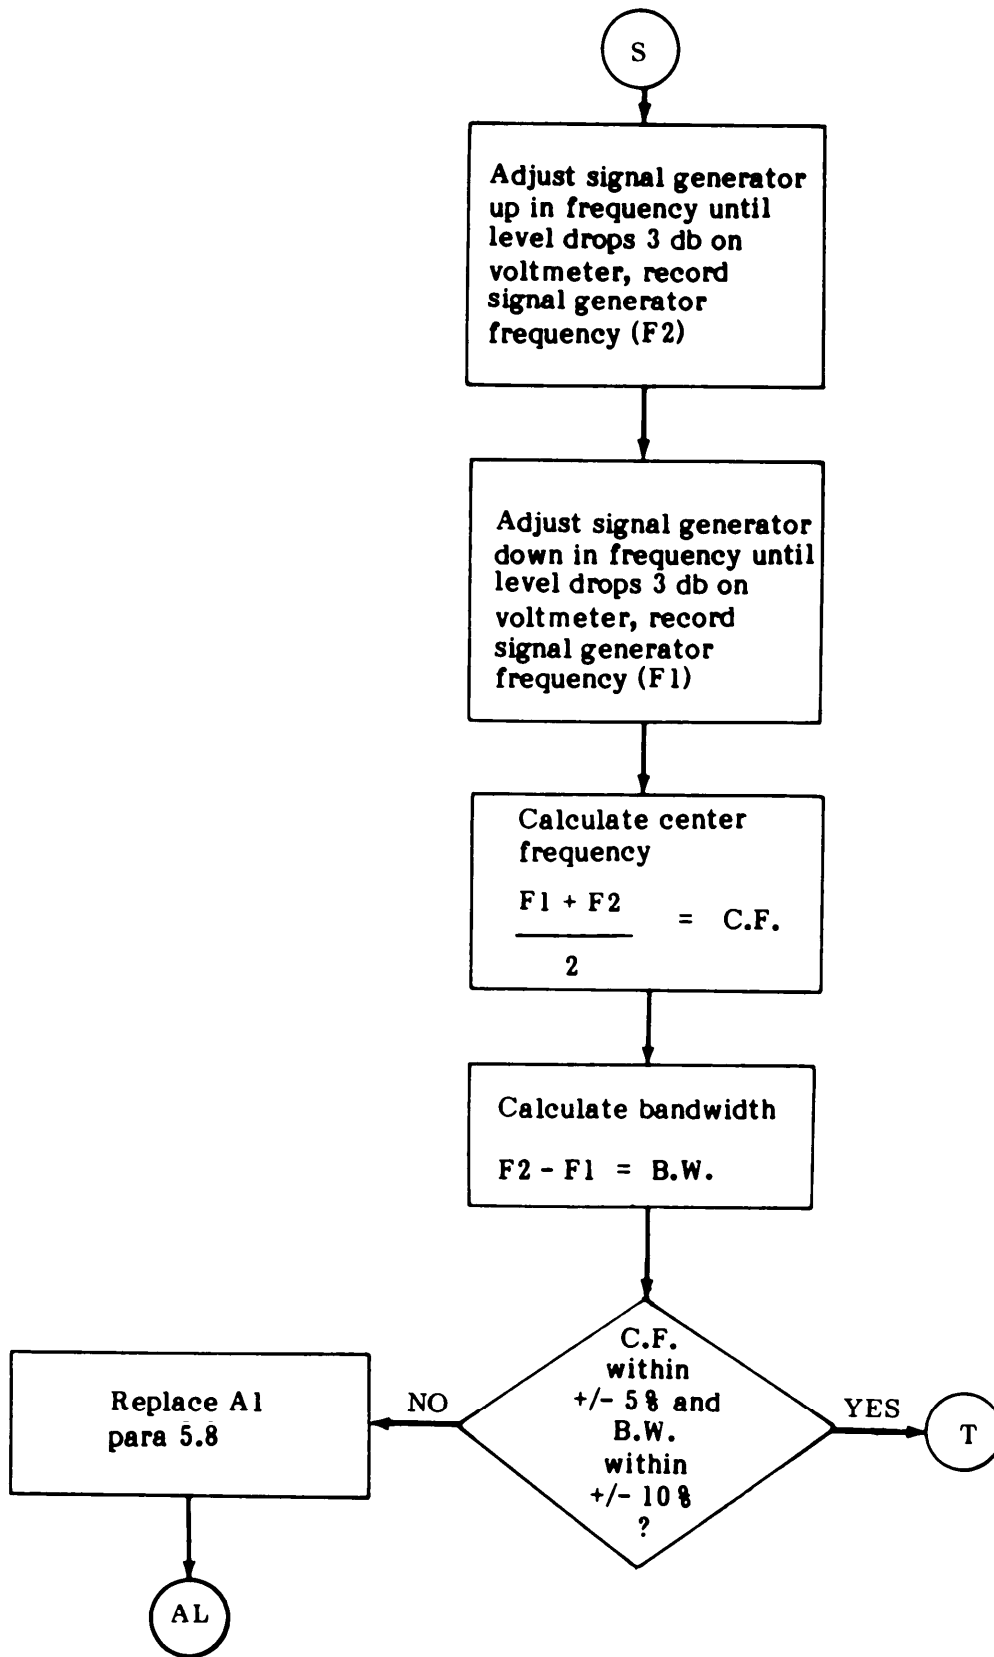 S
Adjust signal generator
up in frequency until
level drops 3 db on
voltmeter, record
signal generator
frequency (F2)
Adjust signal generator
down in frequency until
level drops 3 db on
voltmeter, record
signal generator
frequency (F1)
Calculate center
frequency
F1 + F2
= C.F.
2
Calculate bandwidth
F2 - F1 = B.W.
C.F.
within
+/- 5% and
B.W.
within
+/- 10%
?
NO
YES
Replace A1
para 5.8
T
AL